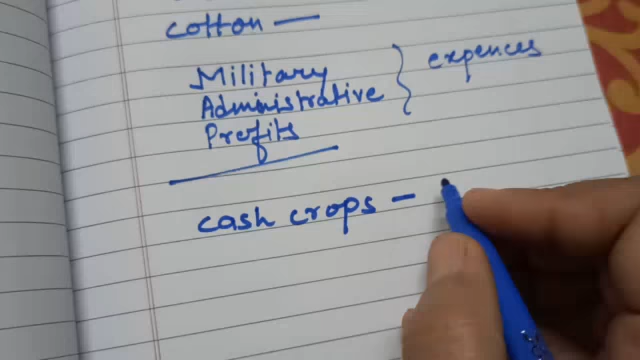 cotton —
Military
Administrative
Profits
} expences
cash crops –